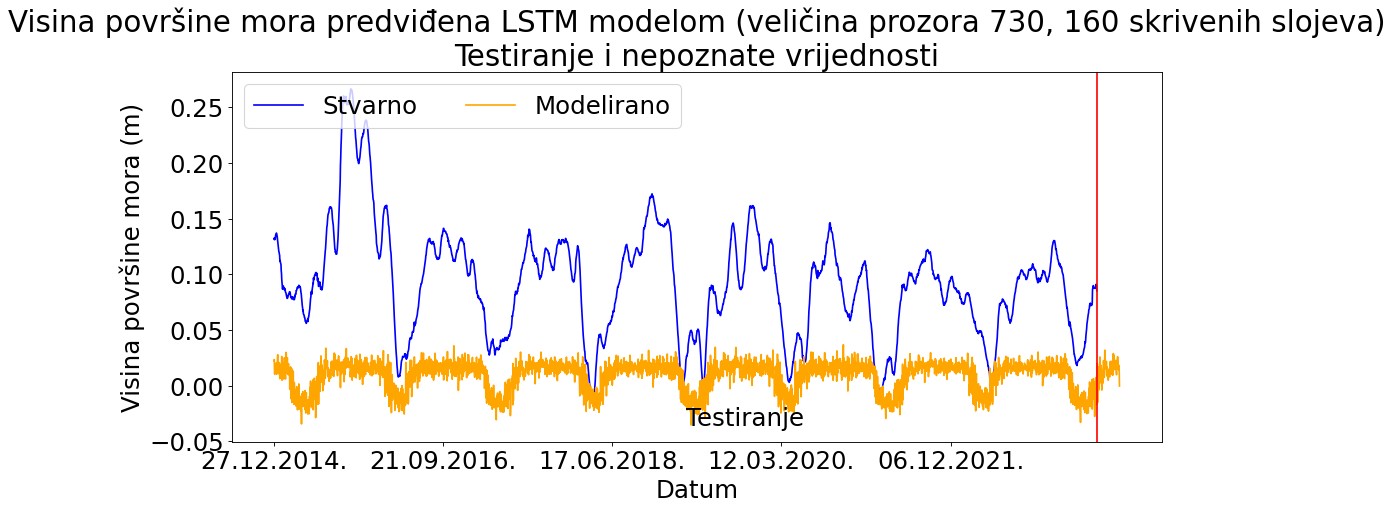 Visina površine mora predviđena LSTM modelom (veličina prozora 730, 160 skrivenih slojeva)
Testiranje i nepoznate vrijednosti
Stvarno
Modelirano
Visina površine mora (m)
0.25
0.20
0.15
0.10
0.05
0.00
−0.05
Testiranje
27.12.2014.
21.09.2016.
17.06.2018.
12.03.2020.
06.12.2021.
Datum